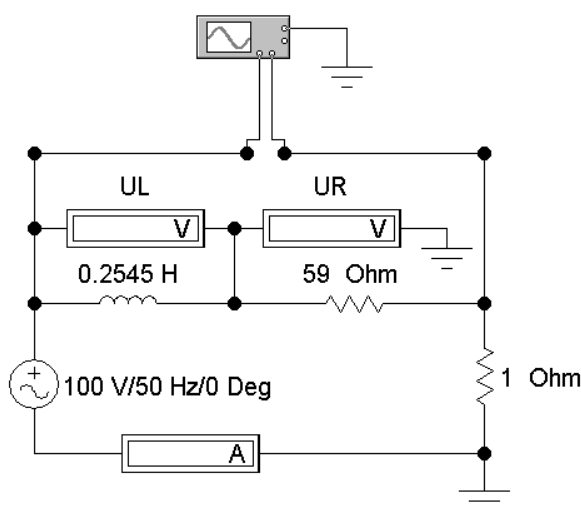 UL UR
V V
0.2545 H 59 Ohm
+
100 V/50 Hz/0 Deg
1 Ohm
A